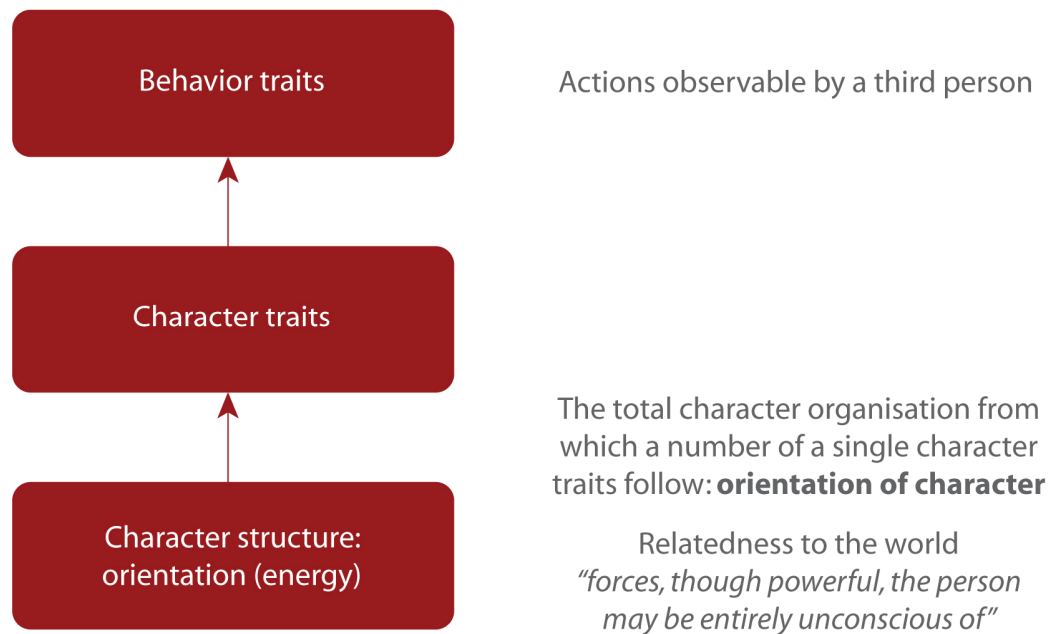 Behavior traits
Actions observable by a third person
Character traits
The total character organisation from
which a number of a single character
traits follow: orientation of character
Character structure:
orientation (energy)
Relatedness to the world
“forces, though powerful, the person
may be entirely unconscious of”